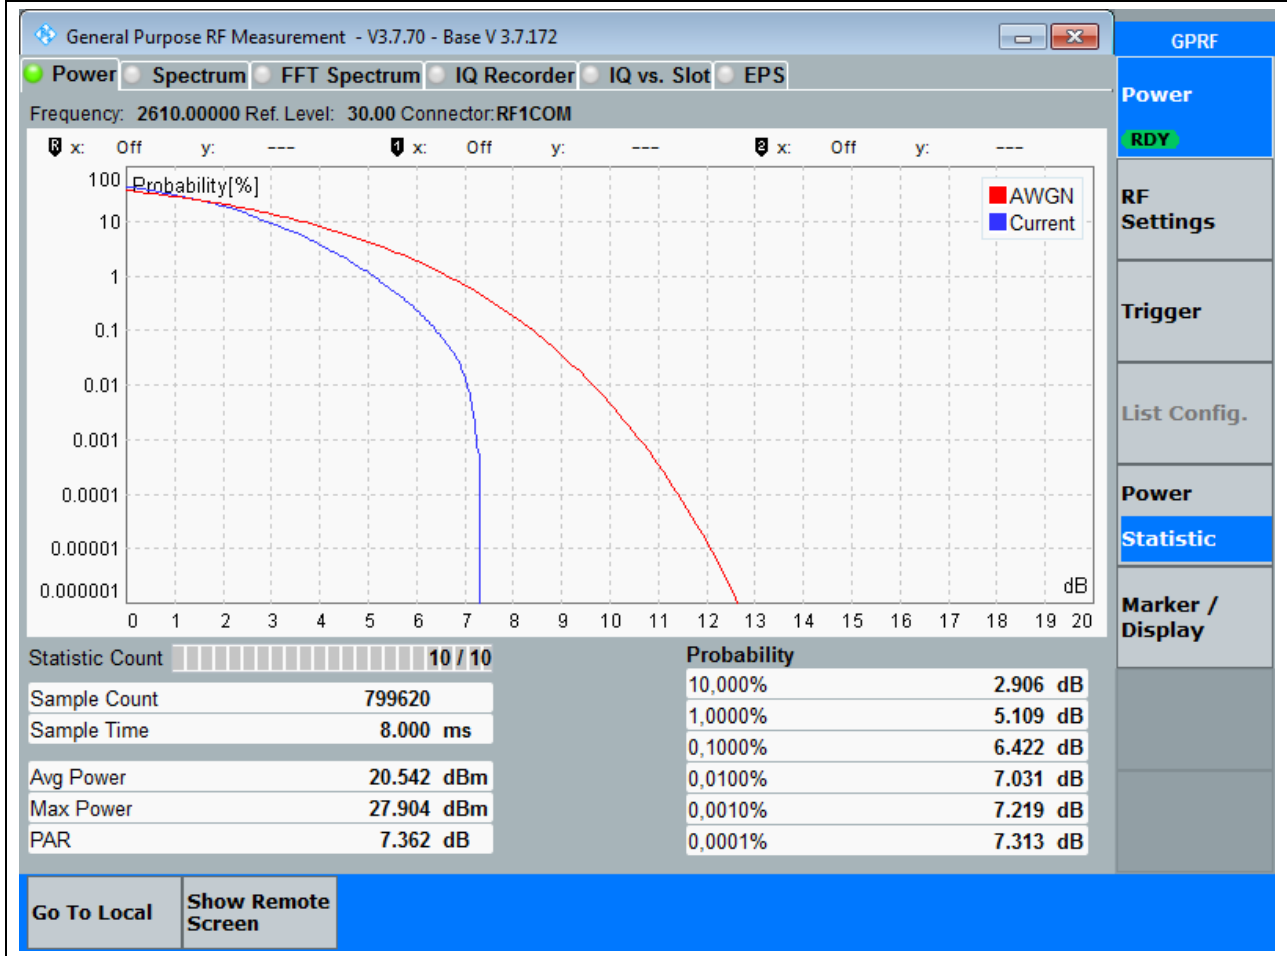 General Purpose RF Measurement - V3.7.70 - Base V 3.7.172
GPRF
Power Spectrum FFT Spectrum IQ Recorder IQ vs. Slot EPS
Frequency: 2610.00000 Ref. Level: 30.00 Connector:RF1COM
R x: Off y: --- 1 x: Off y: --- 2 x: Off y: ---
Probability[%]
AWGN
Current
100
10
1
0.1
0.01
0.001
0.0001
0.00001
0.000001
dB
0 1 2 3 4 5 6 7 8 9 10 11 12 13 14 15 16 17 18 19 20
Statistic Count 10 / 10
Sample Count 799620
Sample Time 8.000 ms
Avg Power 20.542 dBm
Max Power 27.904 dBm
PAR 7.362 dB
Probability
10,000% 2.906 dB
1,0000% 5.109 dB
0,1000% 6.422 dB
0,0100% 7.031 dB
0,0010% 7.219 dB
0,0001% 7.313 dB
Power
RDY
RF
Settings
Trigger
List Config.
Power
Statistic
Marker /
Display
Go To Local
Show Remote
Screen